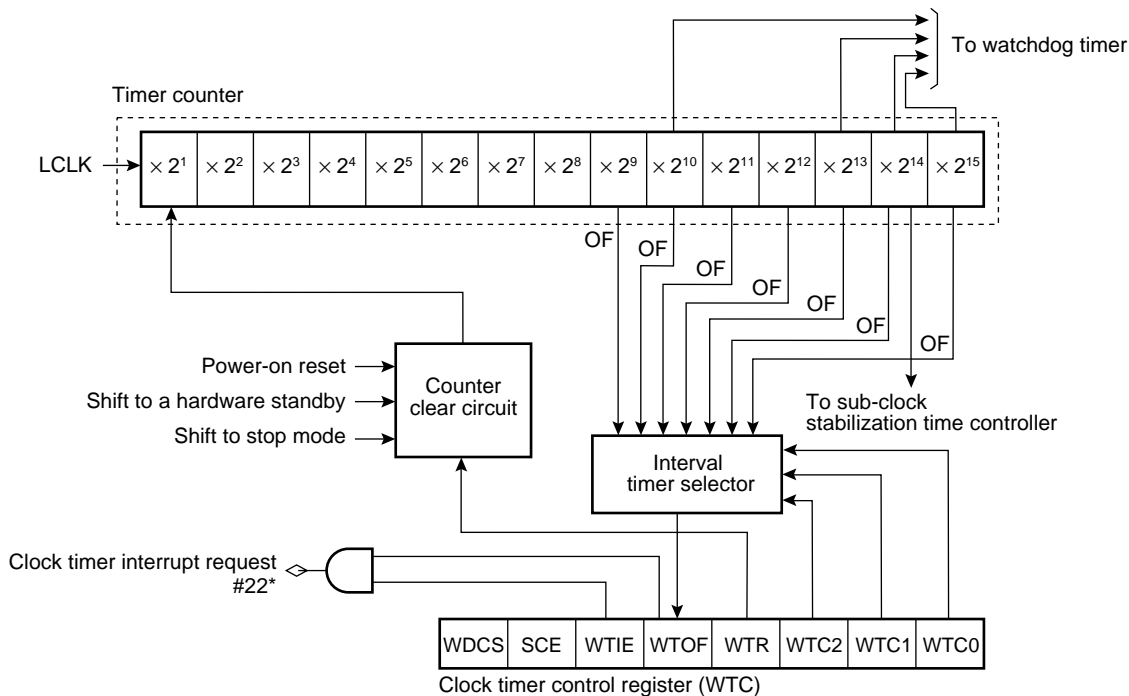 To watchdog timer
Timer counter
LCLK
× 2¹ × 2² × 2³ × 2⁴ × 2⁵ × 2⁶ × 2⁷ × 2⁸ × 2⁹ × 2¹⁰ × 2¹¹ × 2¹² × 2¹³ × 2¹⁴ × 2¹⁵
OF
OF
OF
OF
OF
OF
OF
Power-on reset
Shift to a hardware standby
Shift to stop mode
Counter
clear circuit
To sub-clock
stabilization time controller
Interval
timer selector
Clock timer interrupt request
#22*
WDCS SCE WTIE WTOF WTR WTC2 WTC1 WTC0
Clock timer control register (WTC)